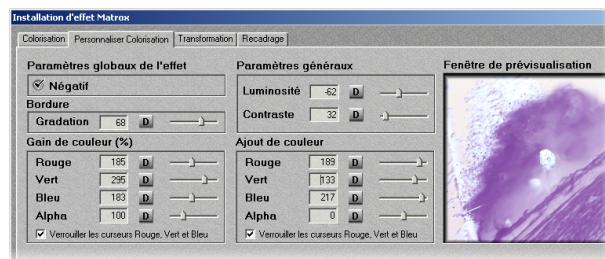 Installation d'effet Matrox
Colorisation Personnaliser Colorisation Transformation Recadrage
Paramètres globaux de l'effet
Négatif
Bordure
Gradation 68 D
Gain de couleur (%)
Rouge 185 D
Vert 295 D
Bleu 183 D
Alpha 100 D
Verrouiller les curseurs Rouge, Vert et Bleu
Paramètres généraux
Luminosité -62 D
Contraste 32 D
Ajout de couleur
Rouge 189 D
Vert 133 D
Bleu 217 D
Alpha 0 D
Verrouiller les curseurs Rouge, Vert et Bleu
Fenêtre de prévisualisation